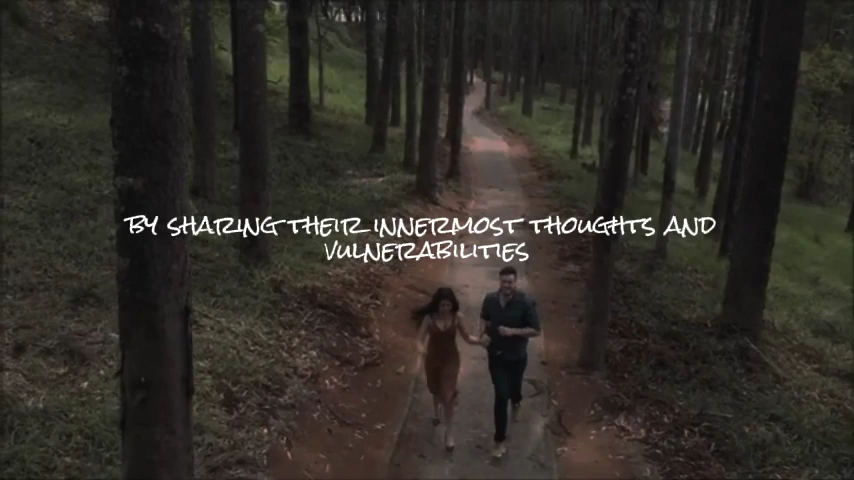 BY SHARING THEIR INNERMOST THOUGHTS AND
VULNERABILITIES